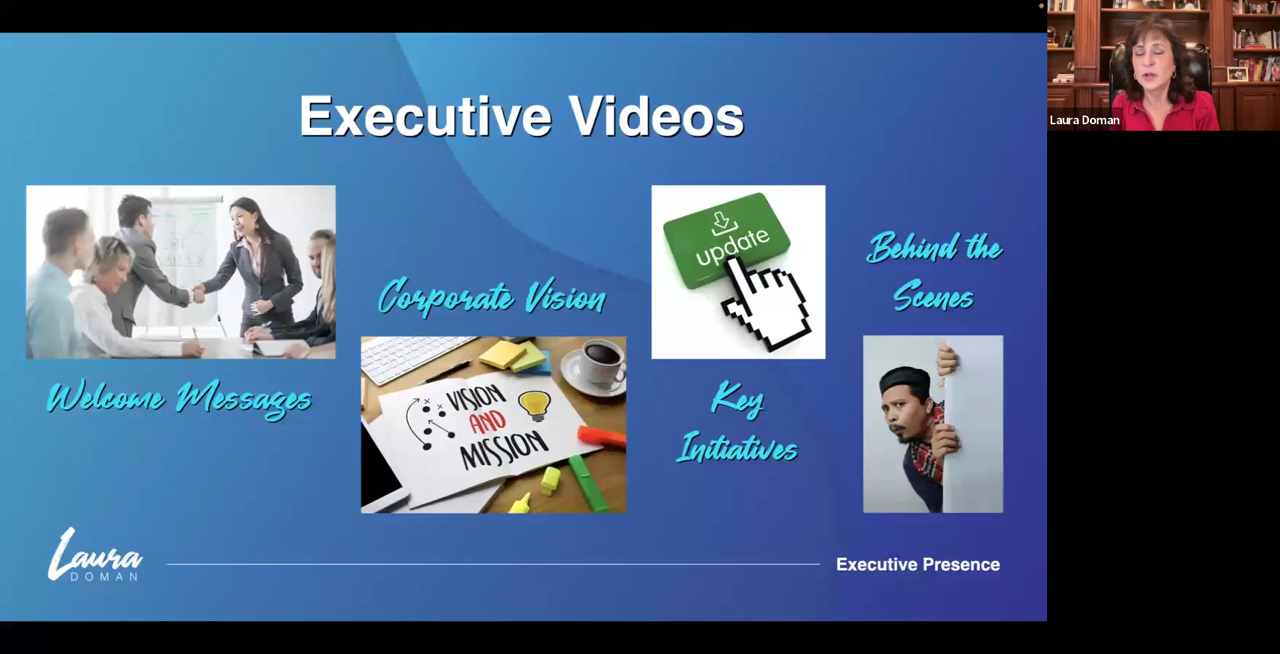 Executive Videos
Laura Doman
Welcome Messages
Corporate Vision
VISION
AND
MISSION
update
Key
Initiatives
Behind the
Scenes
Laura
DOMAN
Executive Presence